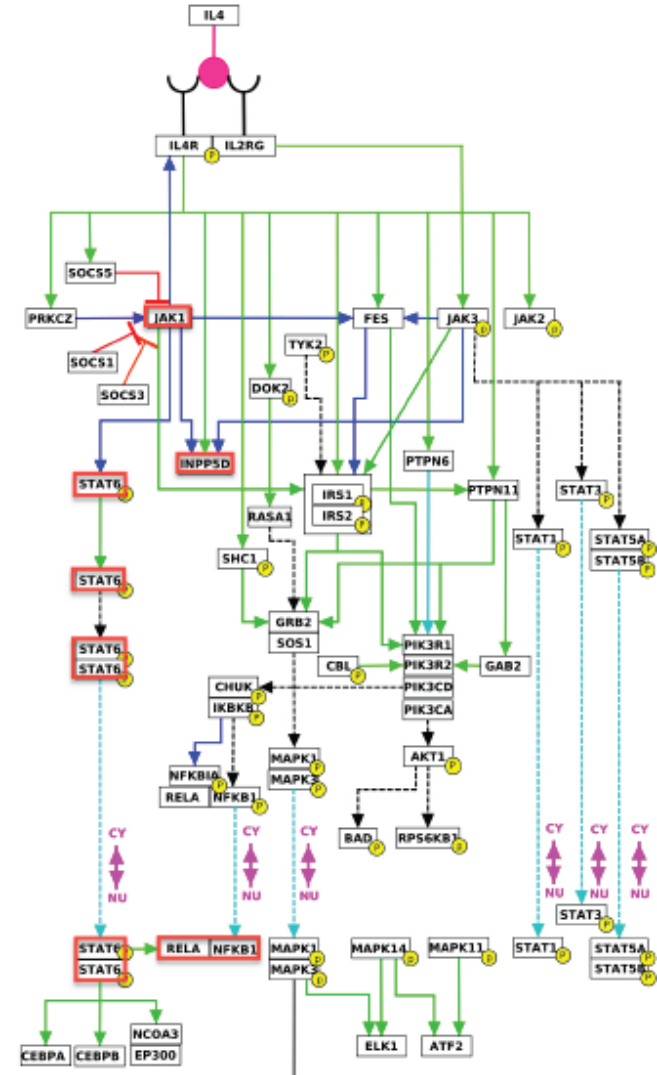 IL4
IL4R P IL2RG
SOCS5
PRKCZ JAK1 FES JAK3 p JAK2 p
TYK2 P
SOCS1
DOK2 p
SOCS3
PTPN6
INPP5D
STAT6 P IRS1 p PTPN11 STAT3 P
IRS2 P
RASA1
STAT1 P STAT5A P
STAT5B P
SHC1 P
STAT6 P
GRB2
SOS1 PIK3R1
STAT6 P
STAT6 P CBL P PIK3R2 GAB2
CHUK P PIK3CD
IKBKB P PIK3CA
MAPK1 P AKT1 P
NFKBIA P MAPK3 P
RELA NFKB1 P
BAD P RPS6KB1 p
CY CY CY CY CY CY
NU NU NU NU NU NU
STAT3 P
STAT6 P RELA NFKB1 MAPK1 p MAPK14 p MAPK11 p STAT1 P STAT5A P
STAT6 P MAPK3 p STAT5B P
NCOA3
CEBPA CEBPB EP300 ELK1 ATF2